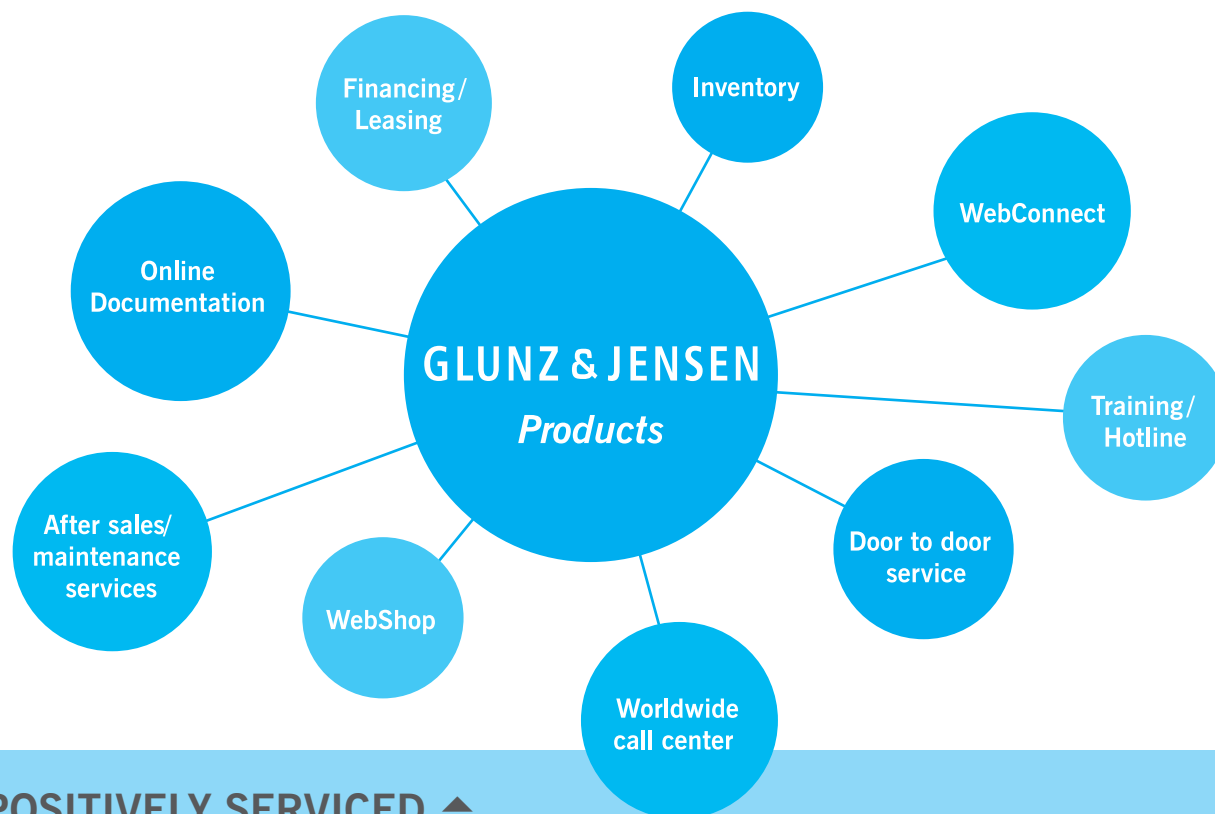 Financing/
Leasing
Inventory
WebConnect
Online
Documentation
GLUNZ & JENSEN
Products
Training/
Hotline
After sales/
maintenance
services
Door to door
service
WebShop
Worldwide
call center
POSITIVELY SERVICED